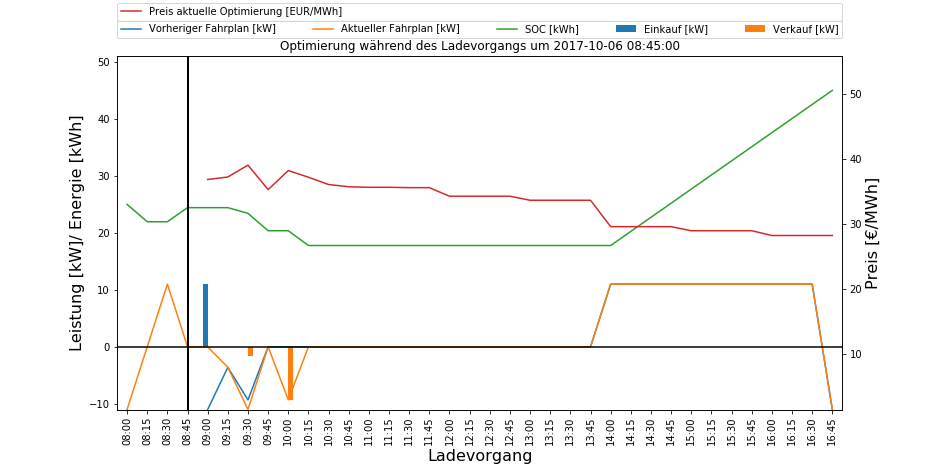 Preis aktuelle Optimierung [EUR/MWh]
Vorheriger Fahrplan [kW] Aktueller Fahrplan [kW] SOC [kWh] Einkauf [kW] Verkauf [kW]
Optimierung während des Ladevorgangs um 2017-10-06 08:45:00
Leistung [kW]/ Energie [kWh]
50
40
30
20
10
0
−10
50
40
30
20
10
Preis [€/MWh]
08:00 08:15 08:30 08:45 09:00 09:15 09:30 09:45 10:00 10:15 10:30 10:45 11:00 11:15 11:30 11:45 12:00 12:15 12:30 12:45 13:00 13:15 13:30 13:45 14:00 14:15 14:30 14:45 15:00 15:15 15:30 15:45 16:00 16:15 16:30 16:45
Ladevorgang